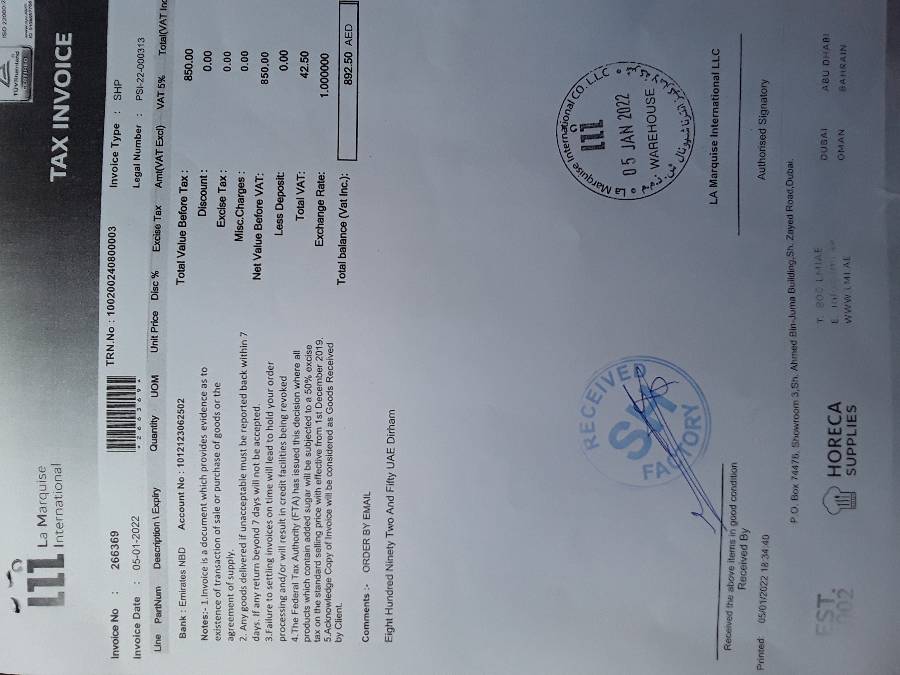 La Marquise
International
TAX INVOICE
Invoice No : 266369
TRN.No : 100200240800003
Invoice Type : SHP
Invoice Date : 05-01-2022
*266369*
Legal Number : PSI-22-000313
Line PartNum Description \ Expiry Quantity UOM Unit Price Disc % Excise Tax Amt(VAT Excl) VAT 5% Total(VAT Inc
Bank : Emirates NBD Account No : 1012123062502
Notes:- 1.Invoice is a document which provides evidence as to
existence of transaction of sale or purchase of goods or the
agreement of supply.
2. Any goods delivered if unacceptable must be reported back within 7
days. If any return beyond 7 days will not be accepted.
3.Failure to settling invoices on time will lead to hold your order
processing and/or will result in credit facilities being revoked
4.The Federal Tax Authority (FTA) has issued this decision where all
products which contain added sugar will be subjected to a 50% excise
tax on the standard selling price with effective from 1st December 2019.
5.Acknowledge Copy of Invoice will be considered as Goods Received
by Client.
Total Value Before Tax : 850.00
Discount : 0.00
Excise Tax : 0.00
Misc.Charges : 0.00
Net Value Before VAT: 850.00
Less Deposit: 0.00
Total VAT: 42.50
Exchange Rate: 1.000000
Total balance (Vat Inc.); 892.50 AED
Comments :- ORDER BY EMAIL
Eight Hundred Ninety Two And Fifty UAE Dirham
RECEIVED
FACTORY
La Marquise International CO. L.L.C
05 JAN 2022
WAREHOUSE
LA Marquise International LLC
Authorised Signatory
Received the above items in good condition
Received By
Printed 05/01/2022 18:34:40
P.O. Box 74476, Showroom 3,Sh. Ahmed Bin-Juma Building,Sh. Zayed Road,Dubai.
EST.
HORECA
SUPPLIES
T. 800 LMIAE
WWW.LMI.AE
DUBAI ABU DHABI
OMAN BAHRAIN